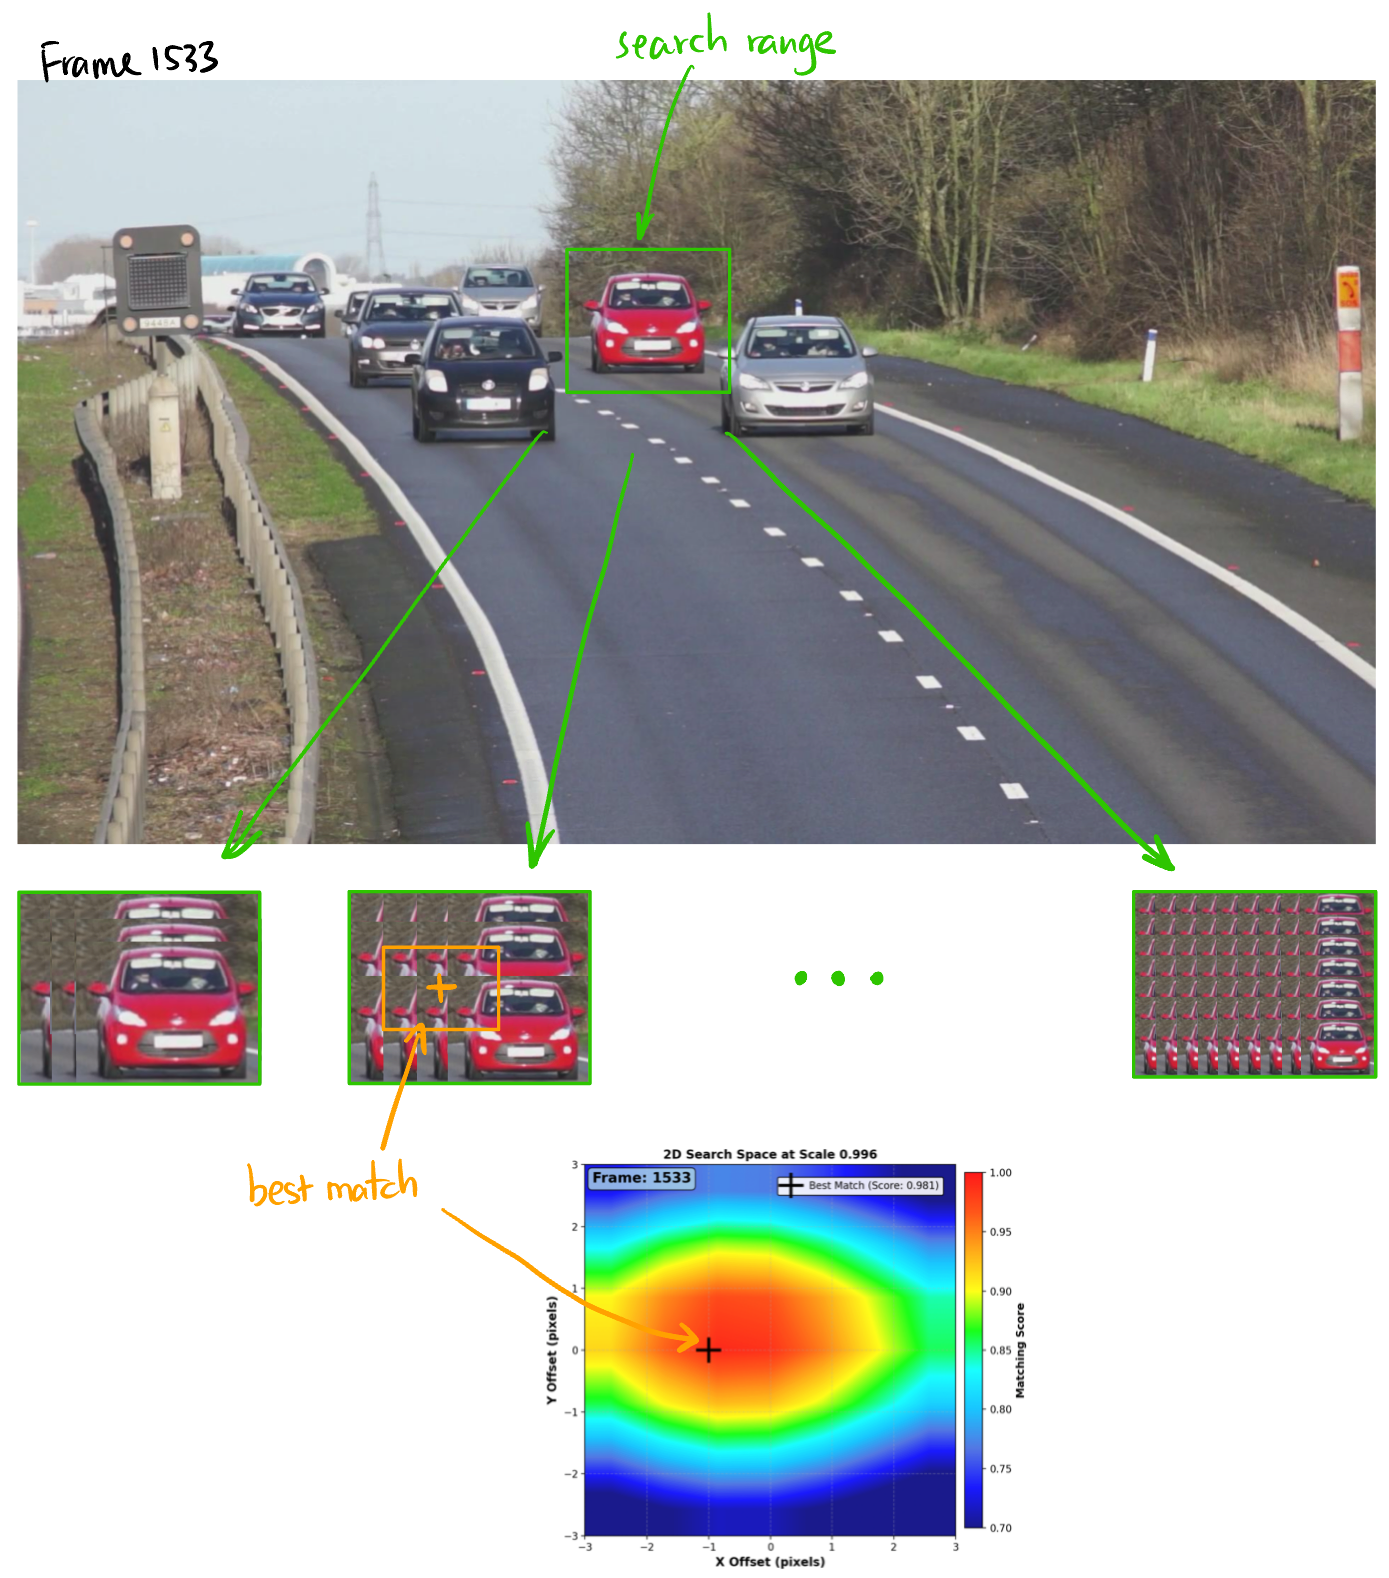 Frame 1533
search range
9448A
best match
2D Search Space at Scale 0.996
Frame: 1533
Best Match (Score: 0.981)
3
2
1
0
−1
−2
−3
Y Offset (pixels)
−3 −2 −1 0 1 2 3
X Offset (pixels)
1.00
0.95
0.90
0.85
0.80
0.75
0.70
Matching Score